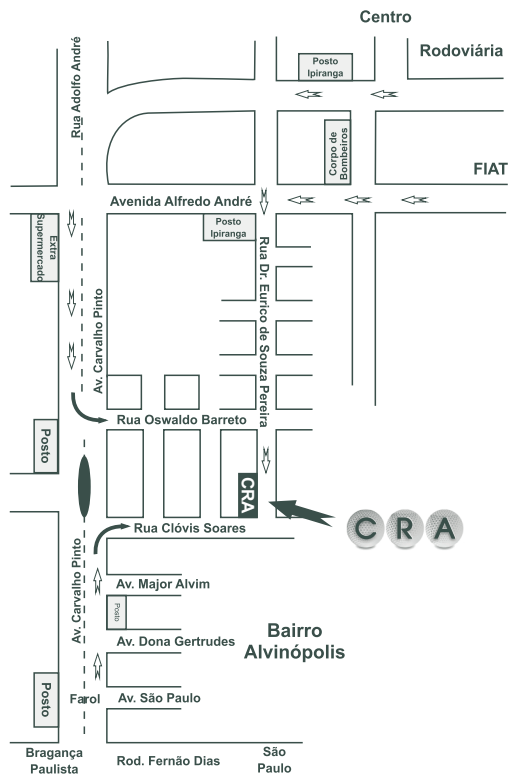 Centro
Rodoviária
Posto
Ipiranga
Rua Adolfo André
Corpo de
Bombeiros
FIAT
Avenida Alfredo André
Posto
Ipiranga
Extra
Supermercado
Rua Dr. Eurico de Souza Pereira
Av. Carvalho Pinto
Rua Oswaldo Barreto
Posto
CRA
CRA
Rua Clóvis Soares
Av. Carvalho Pinto
Av. Major Alvim
Posto
Av. Dona Gertrudes
Bairro
Alvinópolis
Posto
Farol
Av. São Paulo
Bragança
Paulista
Rod. Fernão Dias
São
Paulo